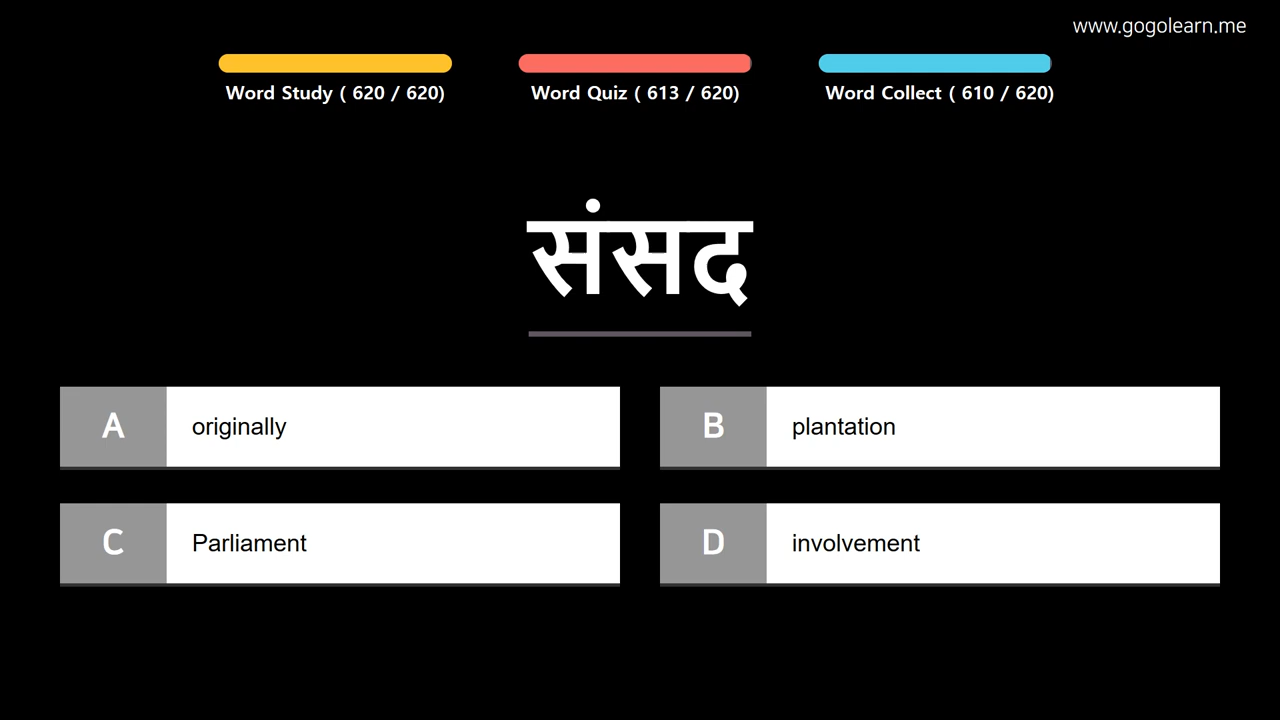 www.gogolearn.me
Word Study ( 620 / 620)
Word Quiz ( 613 / 620)
Word Collect ( 610 / 620)
संसद
A originally
B plantation
C Parliament
D involvement